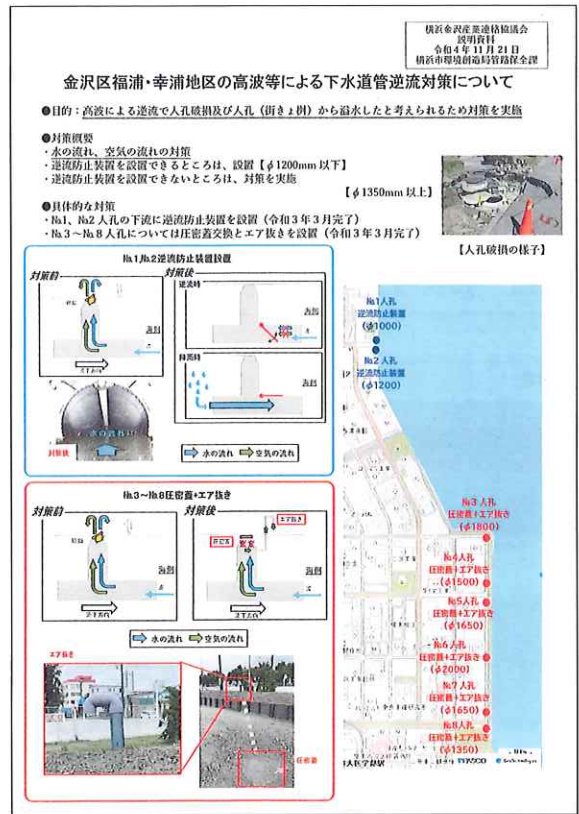 横浜金沢産業連絡協議会
説明資料
令和4年11月21日
横浜市環境創造局管路保全課
金沢区福浦・幸浦地区の高波等による下水道管逆流対策について
●目的：高波による逆流で人孔破損及び人孔（街きょ桝）から溢水したと考えられるため対策を実施
●対策概要
・水の流れ、空気の流れの対策
・逆流防止装置を設置できるところは、設置【φ1200mm 以下】
・逆流防止装置を設置できないところは、対策を実施
【φ1350mm 以上】
●具体的な対策
・№1、№2人孔の下流に逆流防止装置を設置（令和3年3月完了）
・№3～№8人孔については圧密蓋交換とエア抜きを設置（令和3年3月完了）
【人孔破損の様子】
№1,№2逆流防止装置設置
対策前
対策後
逆流時
海側
降雨時
海側
海側
水の流れ
対策後
水の流れ
空気の流れ
№3～№8圧密蓋+エア抜き
対策前
対策後
エア抜き
圧密蓋
海側
海側
水の流れ
空気の流れ
エア抜き
圧密蓋
№1人孔
逆流防止装置
(φ1000)
№2人孔
逆流防止装置
(φ1200)
№3人孔
圧密蓋+エア抜き
(φ1800)
№4人孔
圧密蓋+エア抜き
(φ1500)
№5人孔
圧密蓋+エア抜き
(φ1650)
№6人孔
圧密蓋+エア抜き
(φ2000)
№7人孔
圧密蓋+エア抜き
(φ1650)
№8人孔
圧密蓋+エア抜き
(φ1350)